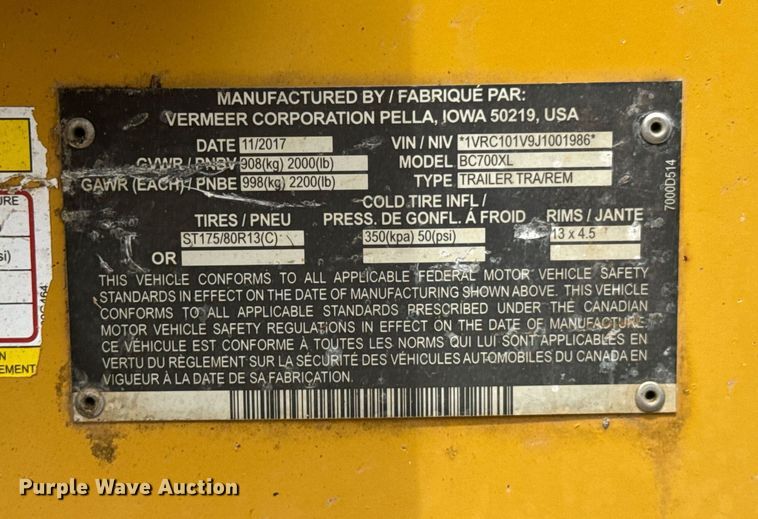 MANUFACTURED BY / FABRIQUÉ PAR:
VERMEER CORPORATION PELLA, IOWA 50219, USA
DATE 11/2017 VIN / NIV *1VRC101V9J1001986*
GVWR / PNBV 908(kg) 2000(lb) MODEL BC700XL
GAWR (EACH) / PNBE 998(kg) 2200(lb) TYPE TRAILER TRA/REM
7000D514
COLD TIRE INFL /
TIRES / PNEU PRESS. DE GONFL. Á FROID RIMS / JANTE
ST175/80R13(C) 350(kpa) 50(psi) 13 x 4.5
OR
THIS VEHICLE CONFORMS TO ALL APPLICABLE FEDERAL MOTOR VEHICLE SAFETY
STANDARDS IN EFFECT ON THE DATE OF MANUFACTURING SHOWN ABOVE. THIS VEHICLE
CONFORMS TO ALL APPLICABLE STANDARDS PRESCRIBED UNDER THE CANADIAN
MOTOR VEHICLE SAFETY REGULATIONS IN EFFECT ON THE DATE OF MANUFACTURE.
CE VÉHICULE EST CONFORME À TOUTES LES NORMS QUI LUI SONT APPLICABLES EN
VERTU DU RÈGLEMENT SUR LA SÉCURITÉ DES VÉHICULES AUTOMOBILES DU CANADA EN
VIGUEUR À LA DATE DE SA FABRICATION.
Purple Wave Auction